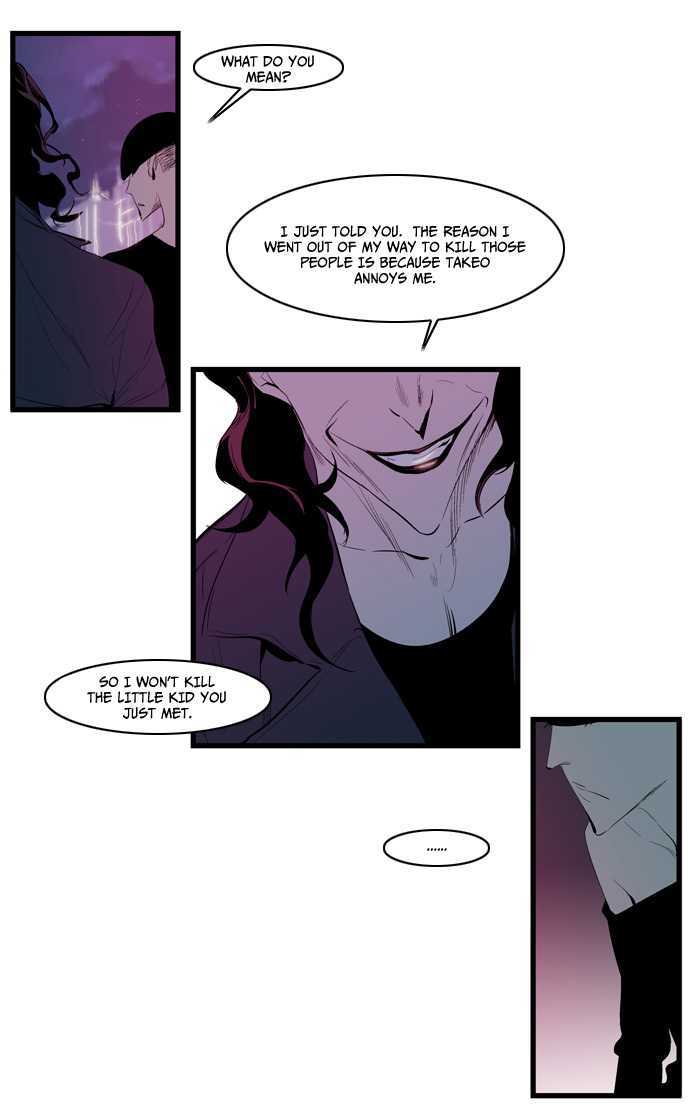 WHAT DO YOU
MEAN?
I JUST TOLD YOU. THE REASON I
WENT OUT OF MY WAY TO KILL THOSE
PEOPLE IS BECAUSE TAKEO
ANNOYS ME.
SO I WON'T KILL
THE LITTLE KID YOU
JUST MET.
......